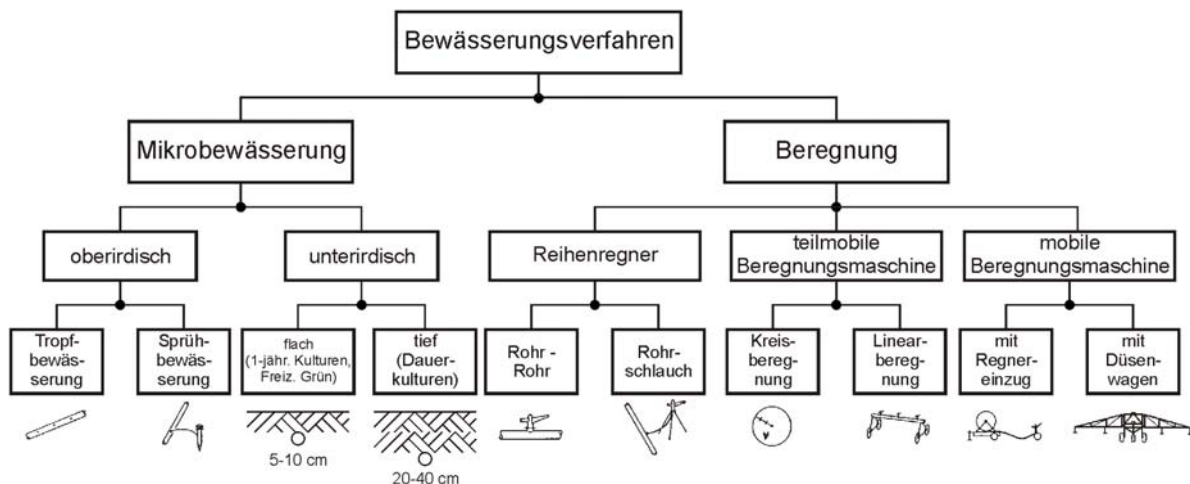 Bewässerungsverfahren
Mikrobewässerung
Beregnung
oberirdisch
unterirdisch
Reihenregner
teilmobile
Beregnungsmaschine
mobile
Beregnungsmaschine
Tropf-
bewäs-
serung
Sprüh-
bewäs-
serung
flach
(1-jähr. Kulturen,
Freiz. Grün)
tief
(Dauer-
kulturen)
Rohr -
Rohr
Rohr-
schlauch
Kreis-
bereg-
nung
Linear-
bereg-
nung
mit
Regner-
einzug
mit
Düsen-
wagen
5-10 cm
20-40 cm